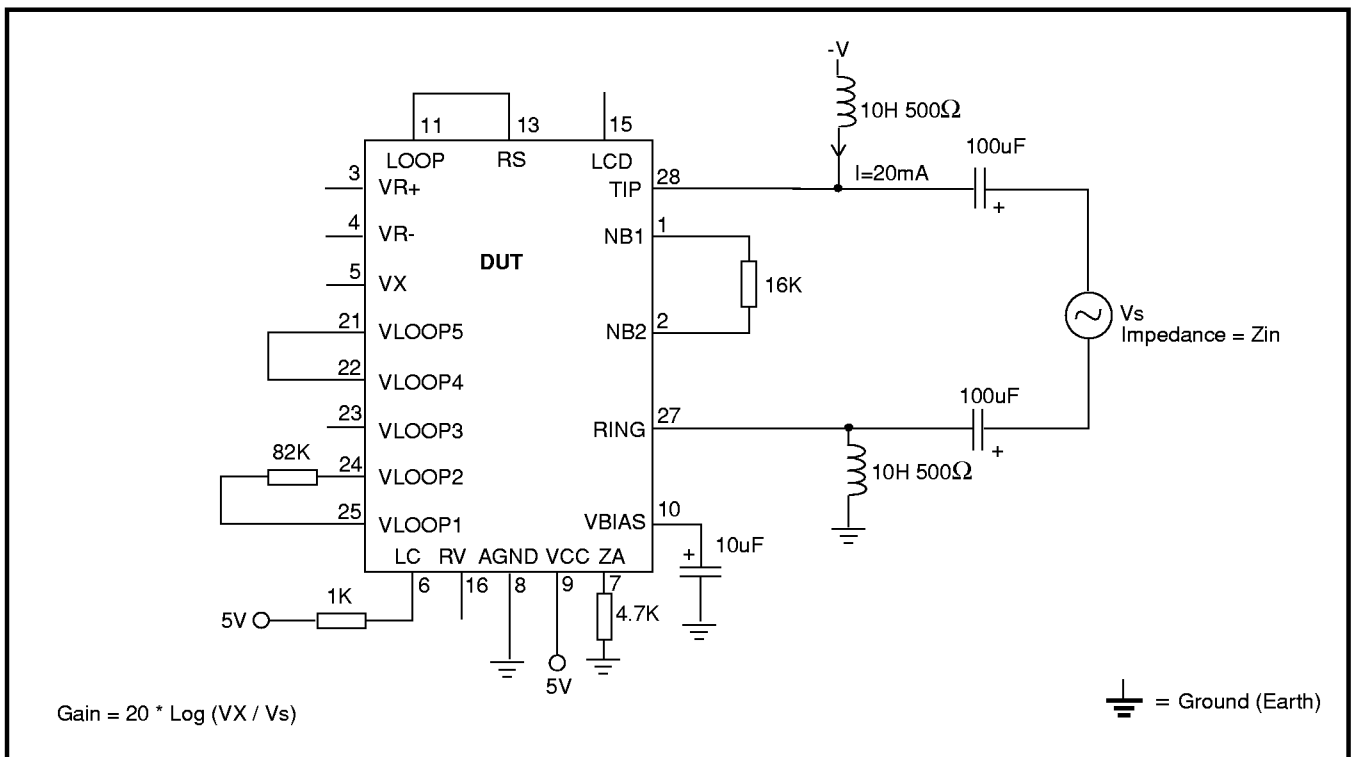 -V
10H 500Ω
11
13
15
100uF
LOOP
RS
LCD
I=20mA
3
VR+
TIP
28
4
VR-
NB1
1
DUT
5
VX
16K
21
VLOOP5
NB2
2
Vs
Impedance = Zin
22
VLOOP4
23
VLOOP3
RING
27
100uF
82K
24
VLOOP2
10H 500Ω
25
VLOOP1
VBIAS
10
+
+
+
10uF
LC
RV
AGND
VCC
ZA
6
16
8
9
7
1K
5V
4.7K
5V
Gain = 20 * Log (VX / Vs)
= Ground (Earth)